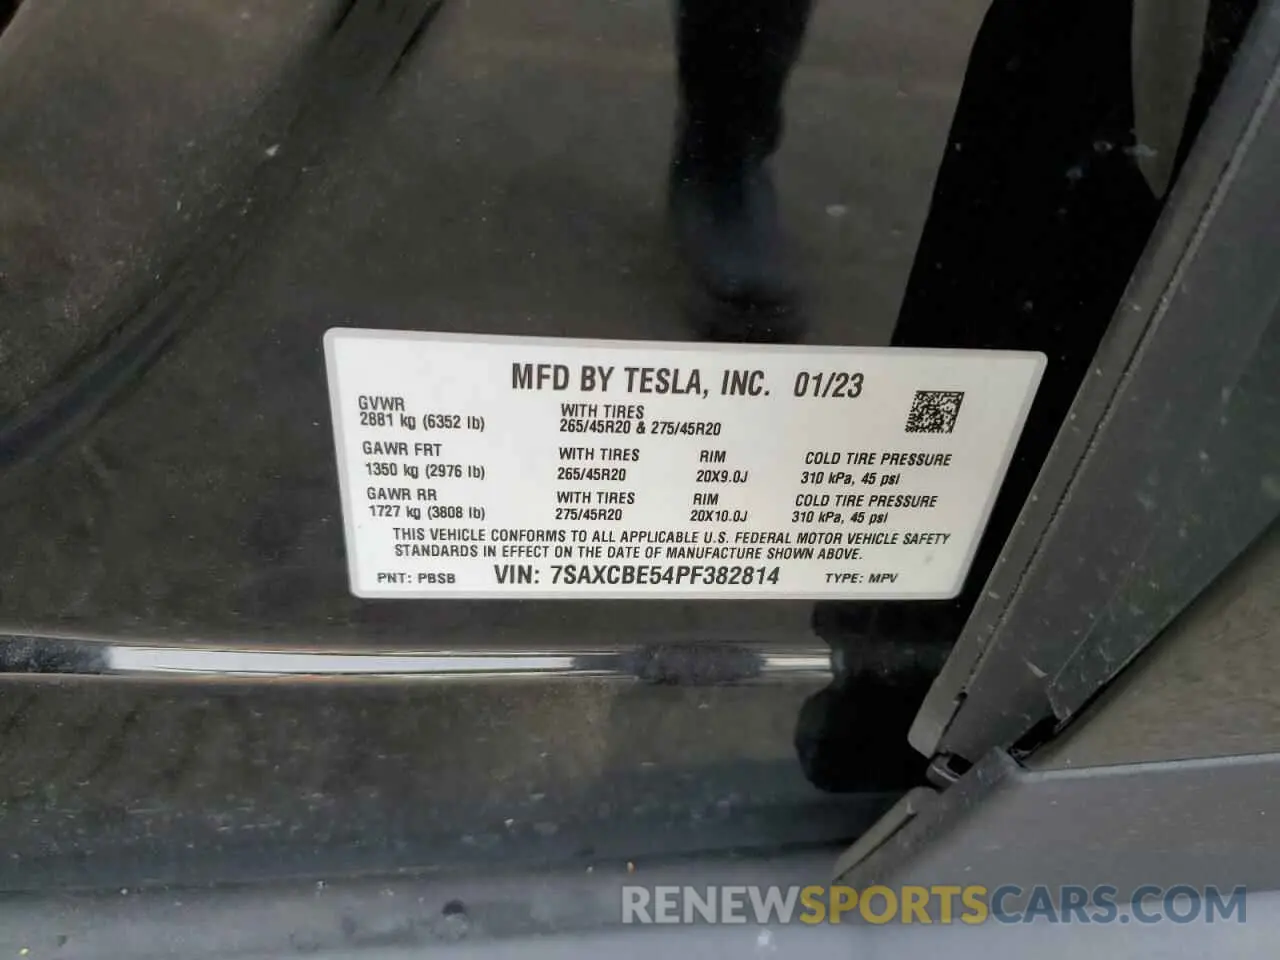 MFD BY TESLA, INC. 01/23
GVWR
2881 kg (6352 lb)
WITH TIRES
265/45R20 & 275/45R20
GAWR FRT
1350 kg (2976 lb)
WITH TIRES
265/45R20
RIM
20X9.0J
COLD TIRE PRESSURE
310 kPa, 45 psi
GAWR RR
1727 kg (3808 lb)
WITH TIRES
275/45R20
RIM
20X10.0J
COLD TIRE PRESSURE
310 kPa, 45 psi
THIS VEHICLE CONFORMS TO ALL APPLICABLE U.S. FEDERAL MOTOR VEHICLE SAFETY
STANDARDS IN EFFECT ON THE DATE OF MANUFACTURE SHOWN ABOVE.
PNT: PBSB VIN: 7SAXCBE54PF382814 TYPE: MPV
RENEWSPORTSCARS.COM